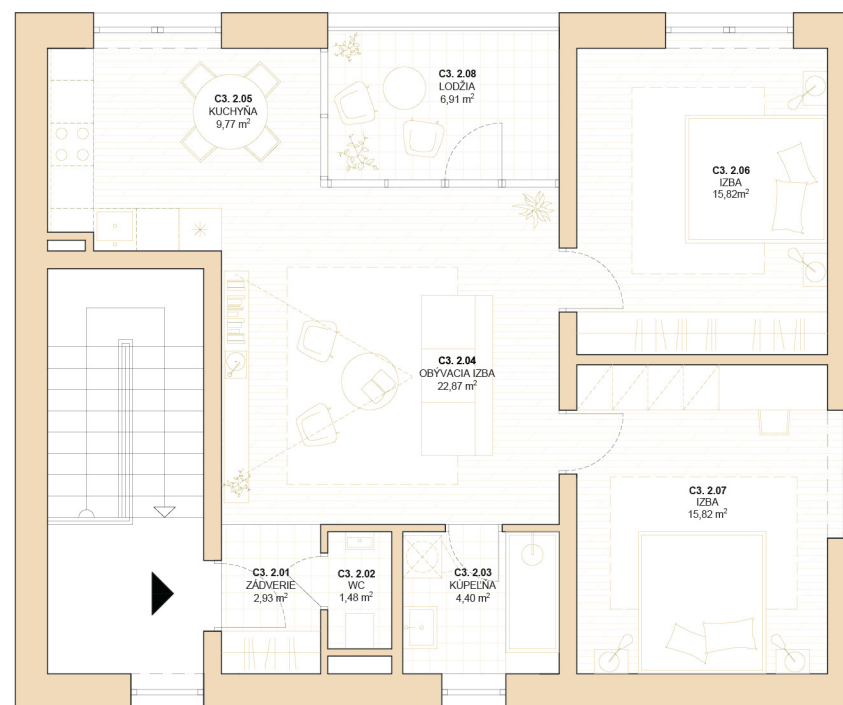 C3. 2.05
KUCHYŇA
9,77 m²
C3. 2.08
LODŽIA
6,91 m²
C3. 2.06
IZBA
15,82m²
C3. 2.04
OBÝVACIA IZBA
22,87 m²
C3. 2.07
IZBA
15,82 m²
C3. 2.01
ZÁDVERIE
2,93 m²
C3. 2.02
WC
1,48 m²
C3. 2.03
KÚPEĽŇA
4,40 m²